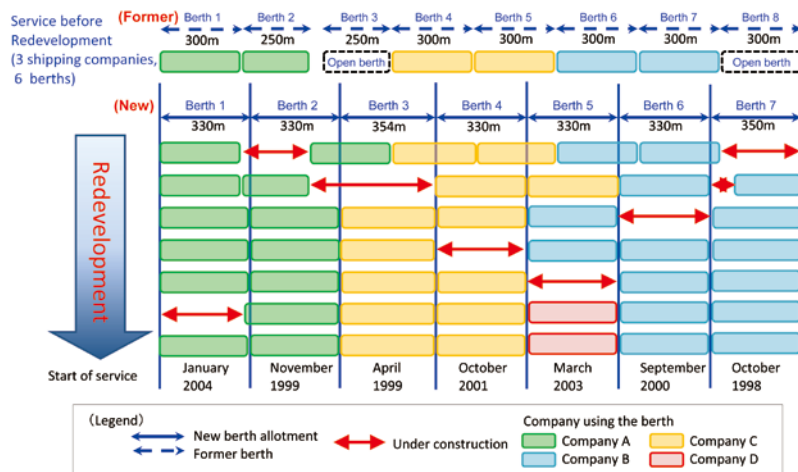 Service before
Redevelopment
(3 shipping companies,
6 berths)
(Former)
Berth 1 Berth 2 Berth 3 Berth 4 Berth 5 Berth 6 Berth 7 Berth 8
300m 250m 250m 300m 300m 300m 300m 300m
Open berth Open berth
(New)
Berth 1 Berth 2 Berth 3 Berth 4 Berth 5 Berth 6 Berth 7
330m 330m 354m 330m 330m 330m 350m
Redevelopment
Start of service
January November April October March September October
2004 1999 1999 2001 2003 2000 1998
(Legend)
New berth allotment
Former berth
Under construction
Company using the berth
Company A Company C
Company B Company D